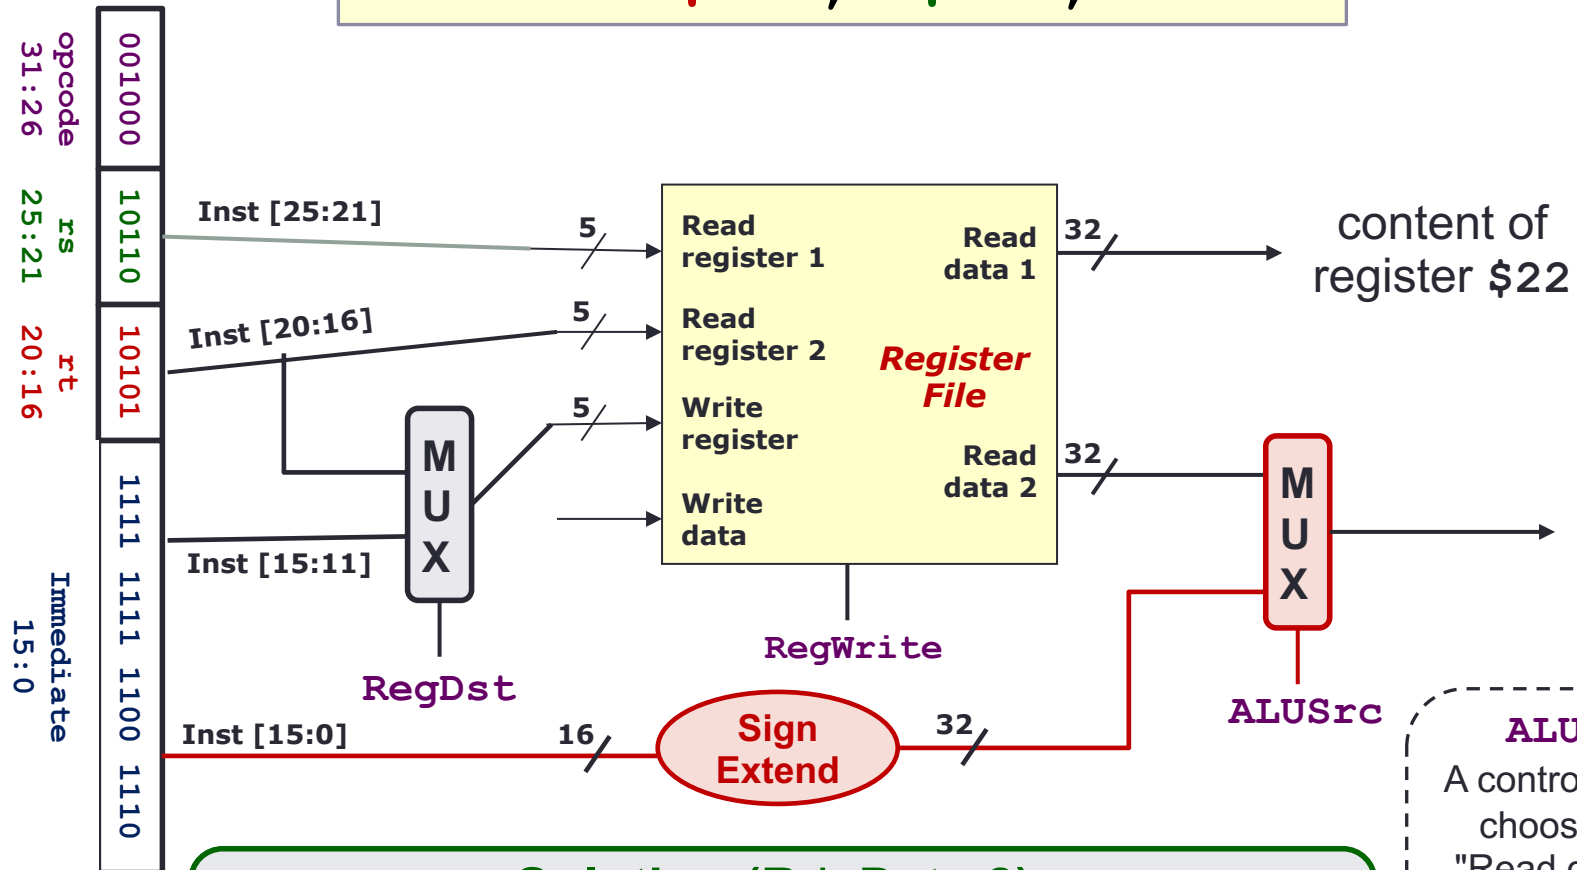 opcode
31:26
001000
rs
25:21
10110
rt
20:16
10101
Immediate
15:0
1111 1111 1100 1110
Inst [25:21]
5
Inst [20:16]
5
5
Inst [15:11]
M
U
X
RegDst
Read
register 1
Read
register 2
Write
register
Write
data
Read
data 1
Register
File
Read
data 2
RegWrite
32
content of
register $22
32
M
U
X
ALUSrc
Inst [15:0]
16
Sign
Extend
32
ALU
A contro
choos
"Read